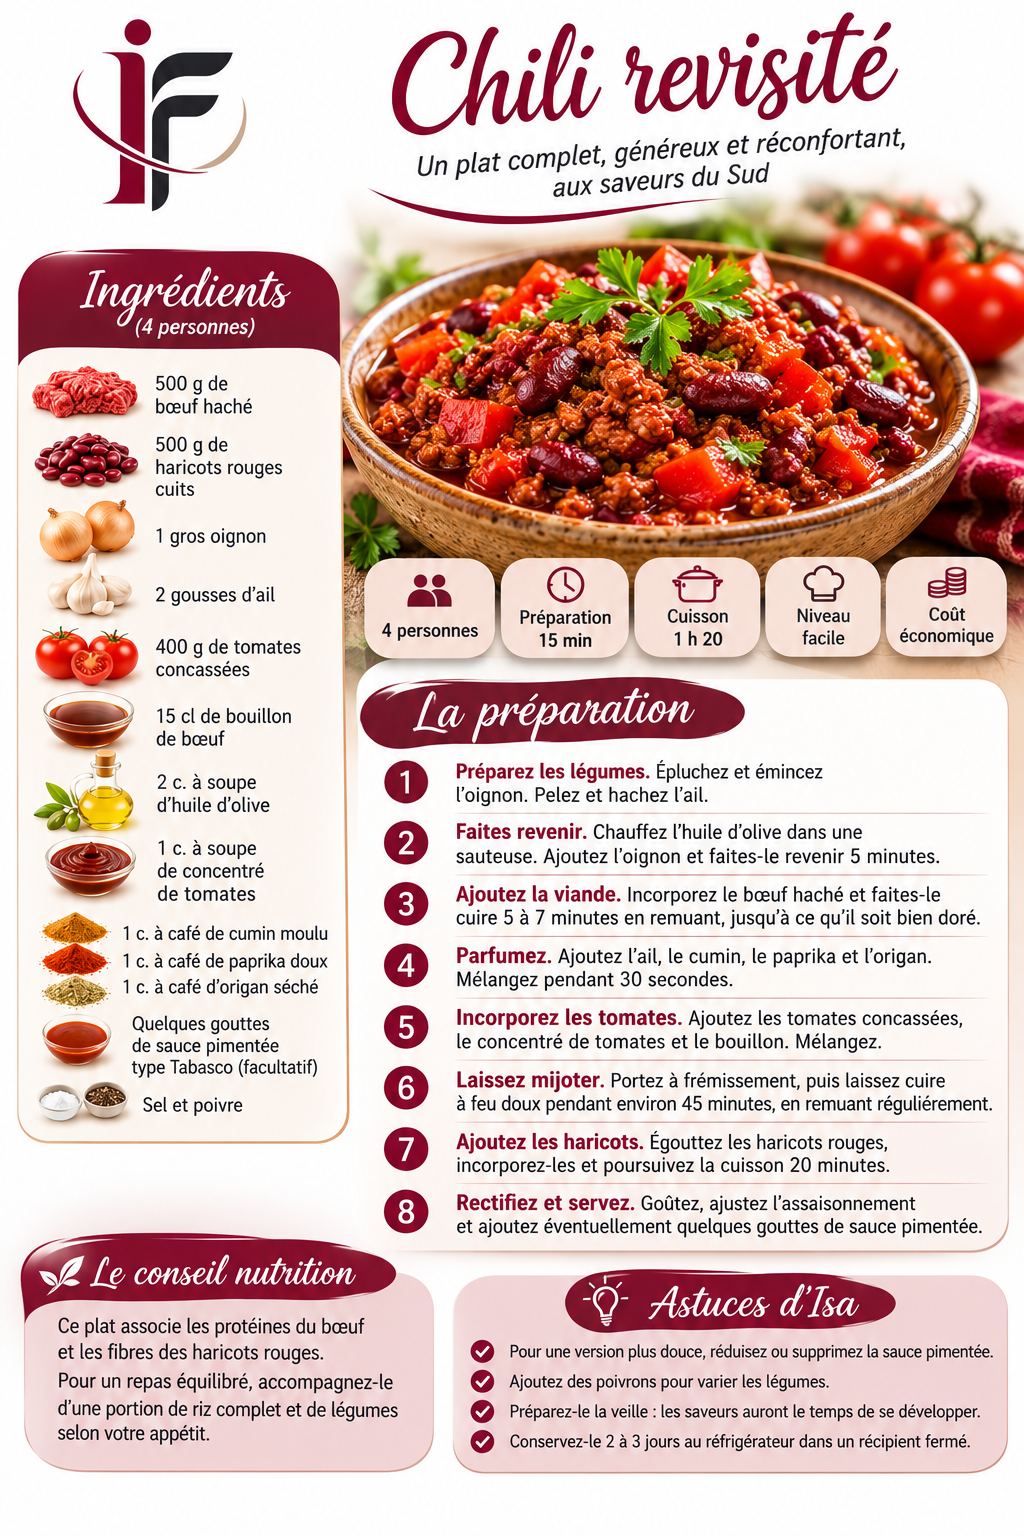 iF
Chili revisité
Un plat complet, généreux et réconfortant,
aux saveurs du Sud
Ingrédients
(4 personnes)
500 g de
bœuf haché
500 g de
haricots rouges
cuits
1 gros oignon
2 gousses d'ail
400 g de tomates
concassées
15 cl de bouillon
de bœuf
2 c. à soupe
d'huile d'olive
1 c. à soupe
de concentré
de tomates
1 c. à café de cumin moulu
1 c. à café de paprika doux
1 c. à café d'origan séché
Quelques gouttes
de sauce pimentée
type Tabasco (facultatif)
Sel et poivre
4 personnes
Préparation
15 min
Cuisson
1 h 20
Niveau
facile
Coût
économique
La préparation
1
Préparez les légumes. Épluchez et émincez
l'oignon. Pelez et hachez l'ail.
2
Faites revenir. Chauffez l'huile d'olive dans une
sauteuse. Ajoutez l'oignon et faites-le revenir 5 minutes.
3
Ajoutez la viande. Incorporez le bœuf haché et faites-le
cuire 5 à 7 minutes en remuant, jusqu'à ce qu'il soit bien doré.
4
Parfumez. Ajoutez l'ail, le cumin, le paprika et l'origan.
Mélangez pendant 30 secondes.
5
Incorporez les tomates. Ajoutez les tomates concassées,
le concentré de tomates et le bouillon. Mélangez.
6
Laissez mijoter. Portez à frémissement, puis laissez cuire
à feu doux pendant environ 45 minutes, en remuant réguliérement.
7
Ajoutez les haricots. Égouttez les haricots rouges,
incorporez-les et poursuivez la cuisson 20 minutes.
8
Rectifiez et servez. Goûtez, ajustez l'assaisonnement
et ajoutez éventuellement quelques gouttes de sauce pimentée.
Le conseil nutrition
Ce plat associe les protéines du bœuf
et les fibres des haricots rouges.
Pour un repas équilibré, accompagnez-le
d'une portion de riz complet et de légumes
selon votre appétit.
Astuces d'Isa
Pour une version plus douce, réduisez ou supprimez la sauce pimentée.
Ajoutez des poivrons pour varier les légumes.
Préparez-le la veille : les saveurs auront le temps de se développer.
Conservez-le 2 à 3 jours au réfrigérateur dans un récipient fermé.